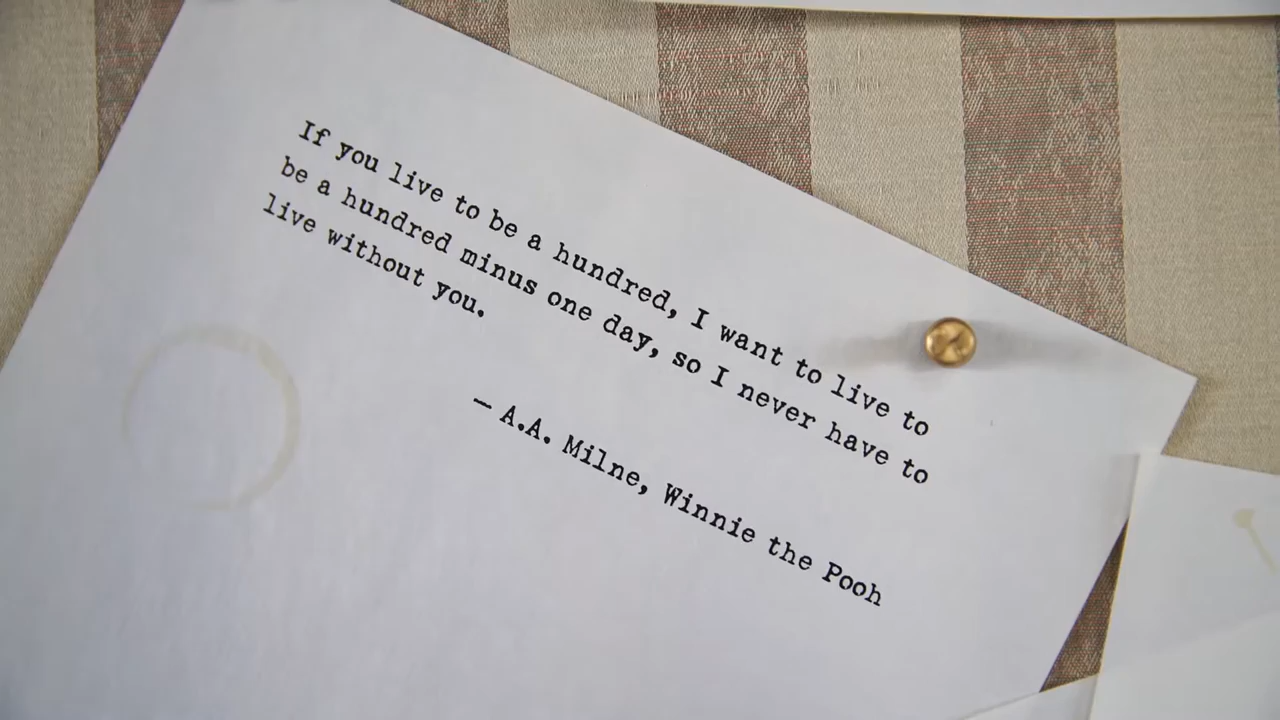 If you live to be a hundred, I want to live to
be a hundred minus one day, so I never have to
live without you.
— A.A. Milne, Winnie the Pooh